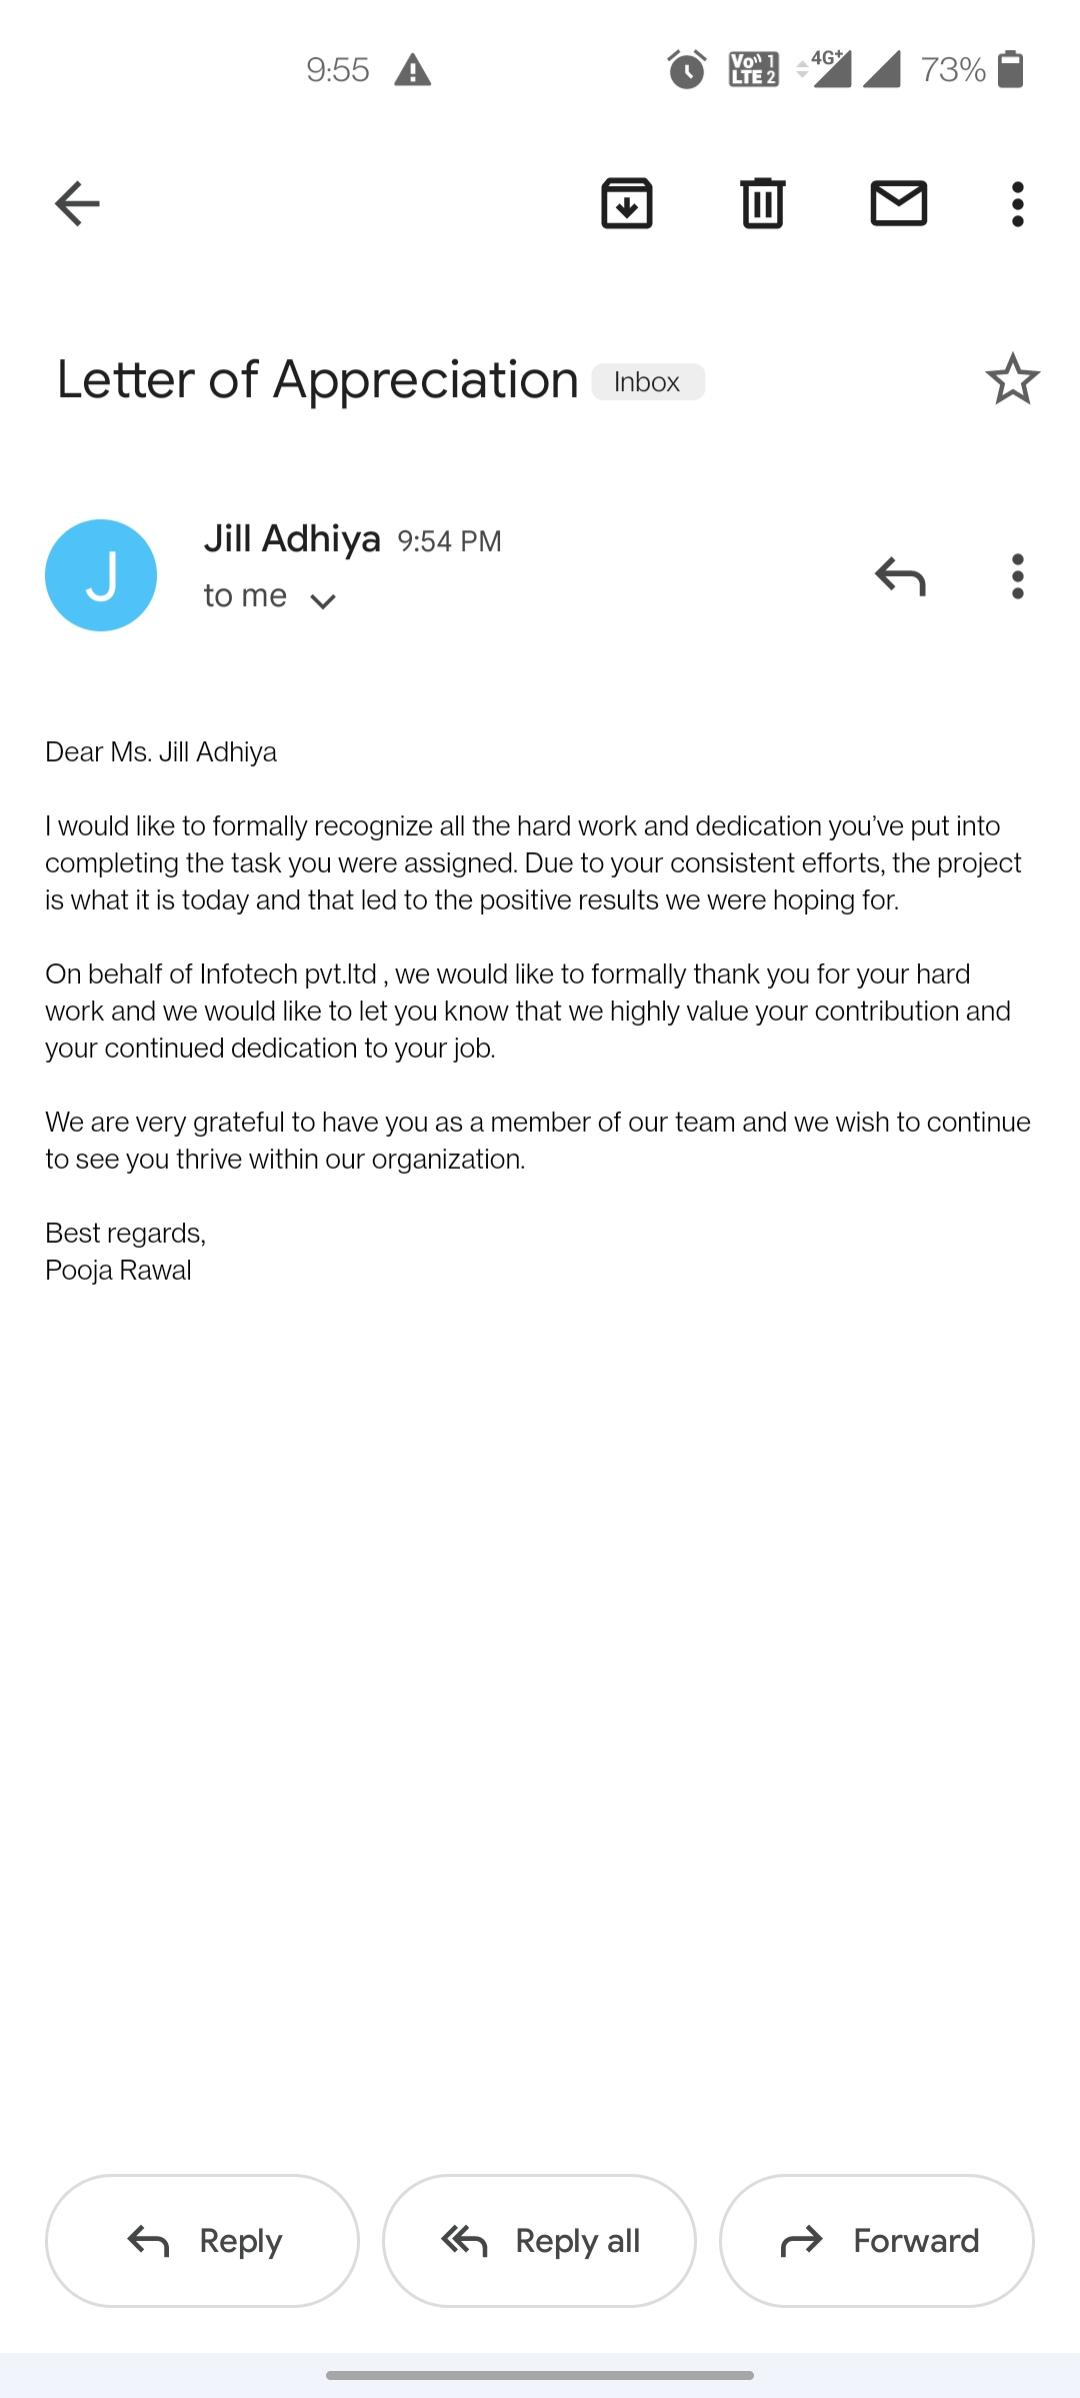 9:55
Vo 1
LTE 2
4G+
73%
Letter of Appreciation Inbox
J
Jill Adhiya 9:54 PM
to me
Dear Ms. Jill Adhiya
I would like to formally recognize all the hard work and dedication you’ve put into
completing the task you were assigned. Due to your consistent efforts, the project
is what it is today and that led to the positive results we were hoping for.
On behalf of Infotech pvt.ltd , we would like to formally thank you for your hard
work and we would like to let you know that we highly value your contribution and
your continued dedication to your job.
We are very grateful to have you as a member of our team and we wish to continue
to see you thrive within our organization.
Best regards,
Pooja Rawal
Reply
Reply all
Forward